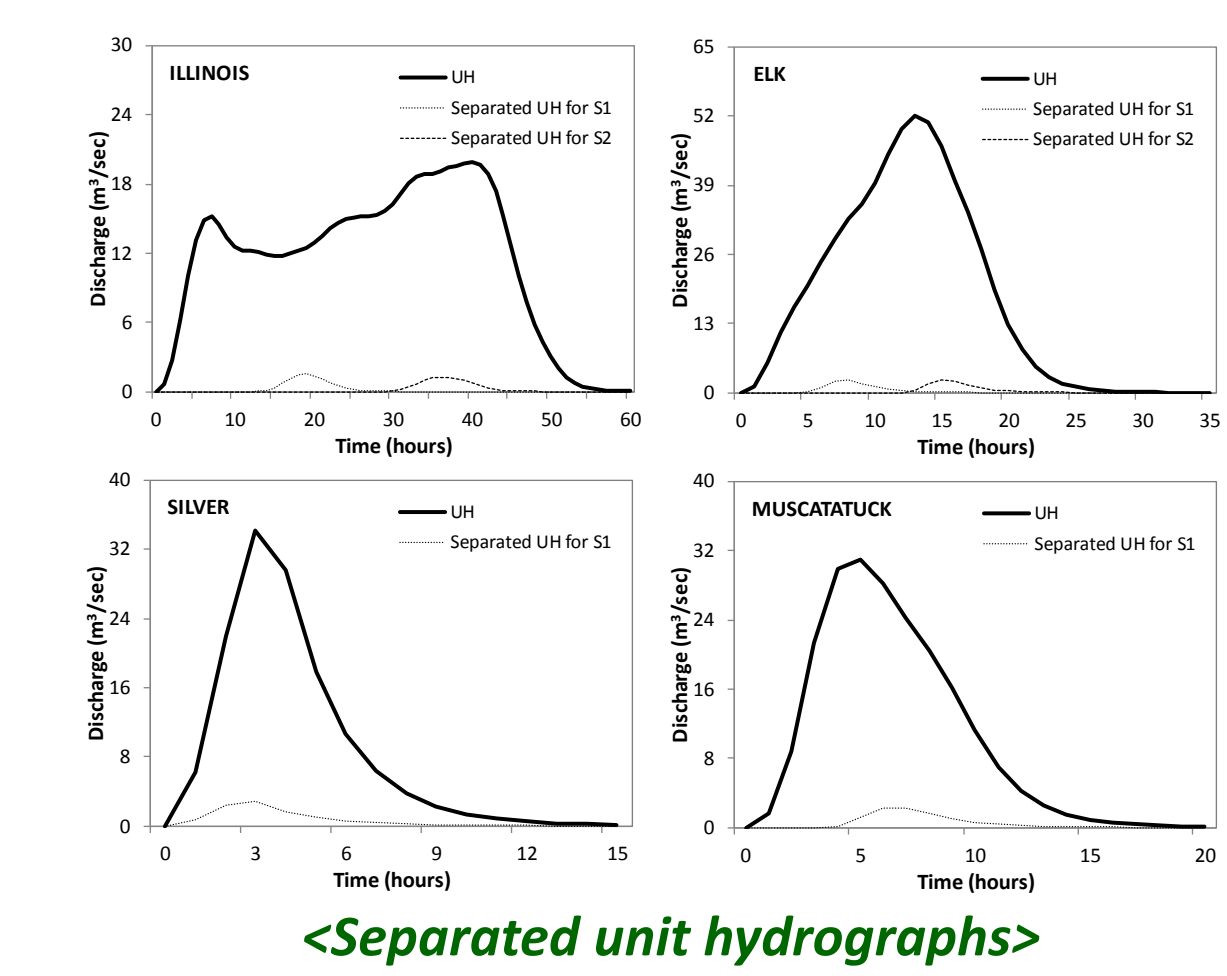 30
24
18
12
6
0
Discharge (m³/sec)
ILLINOIS
UH
Separated UH for S1
Separated UH for S2
0 10 20 30 40 50 60
Time (hours)
65
52
39
26
13
0
Discharge (m³/sec)
ELK
UH
Separated UH for S1
Separated UH for S2
0 5 10 15 20 25 30 35
Time (hours)
40
32
24
16
8
0
Discharge (m³/sec)
SILVER
UH
Separated UH for S1
0 3 6 9 12 15
Time (hours)
40
32
24
16
8
0
Discharge (m³/sec)
MUSCATATUCK
UH
Separated UH for S1
0 5 10 15 20
Time (hours)
<Separated unit hydrographs>